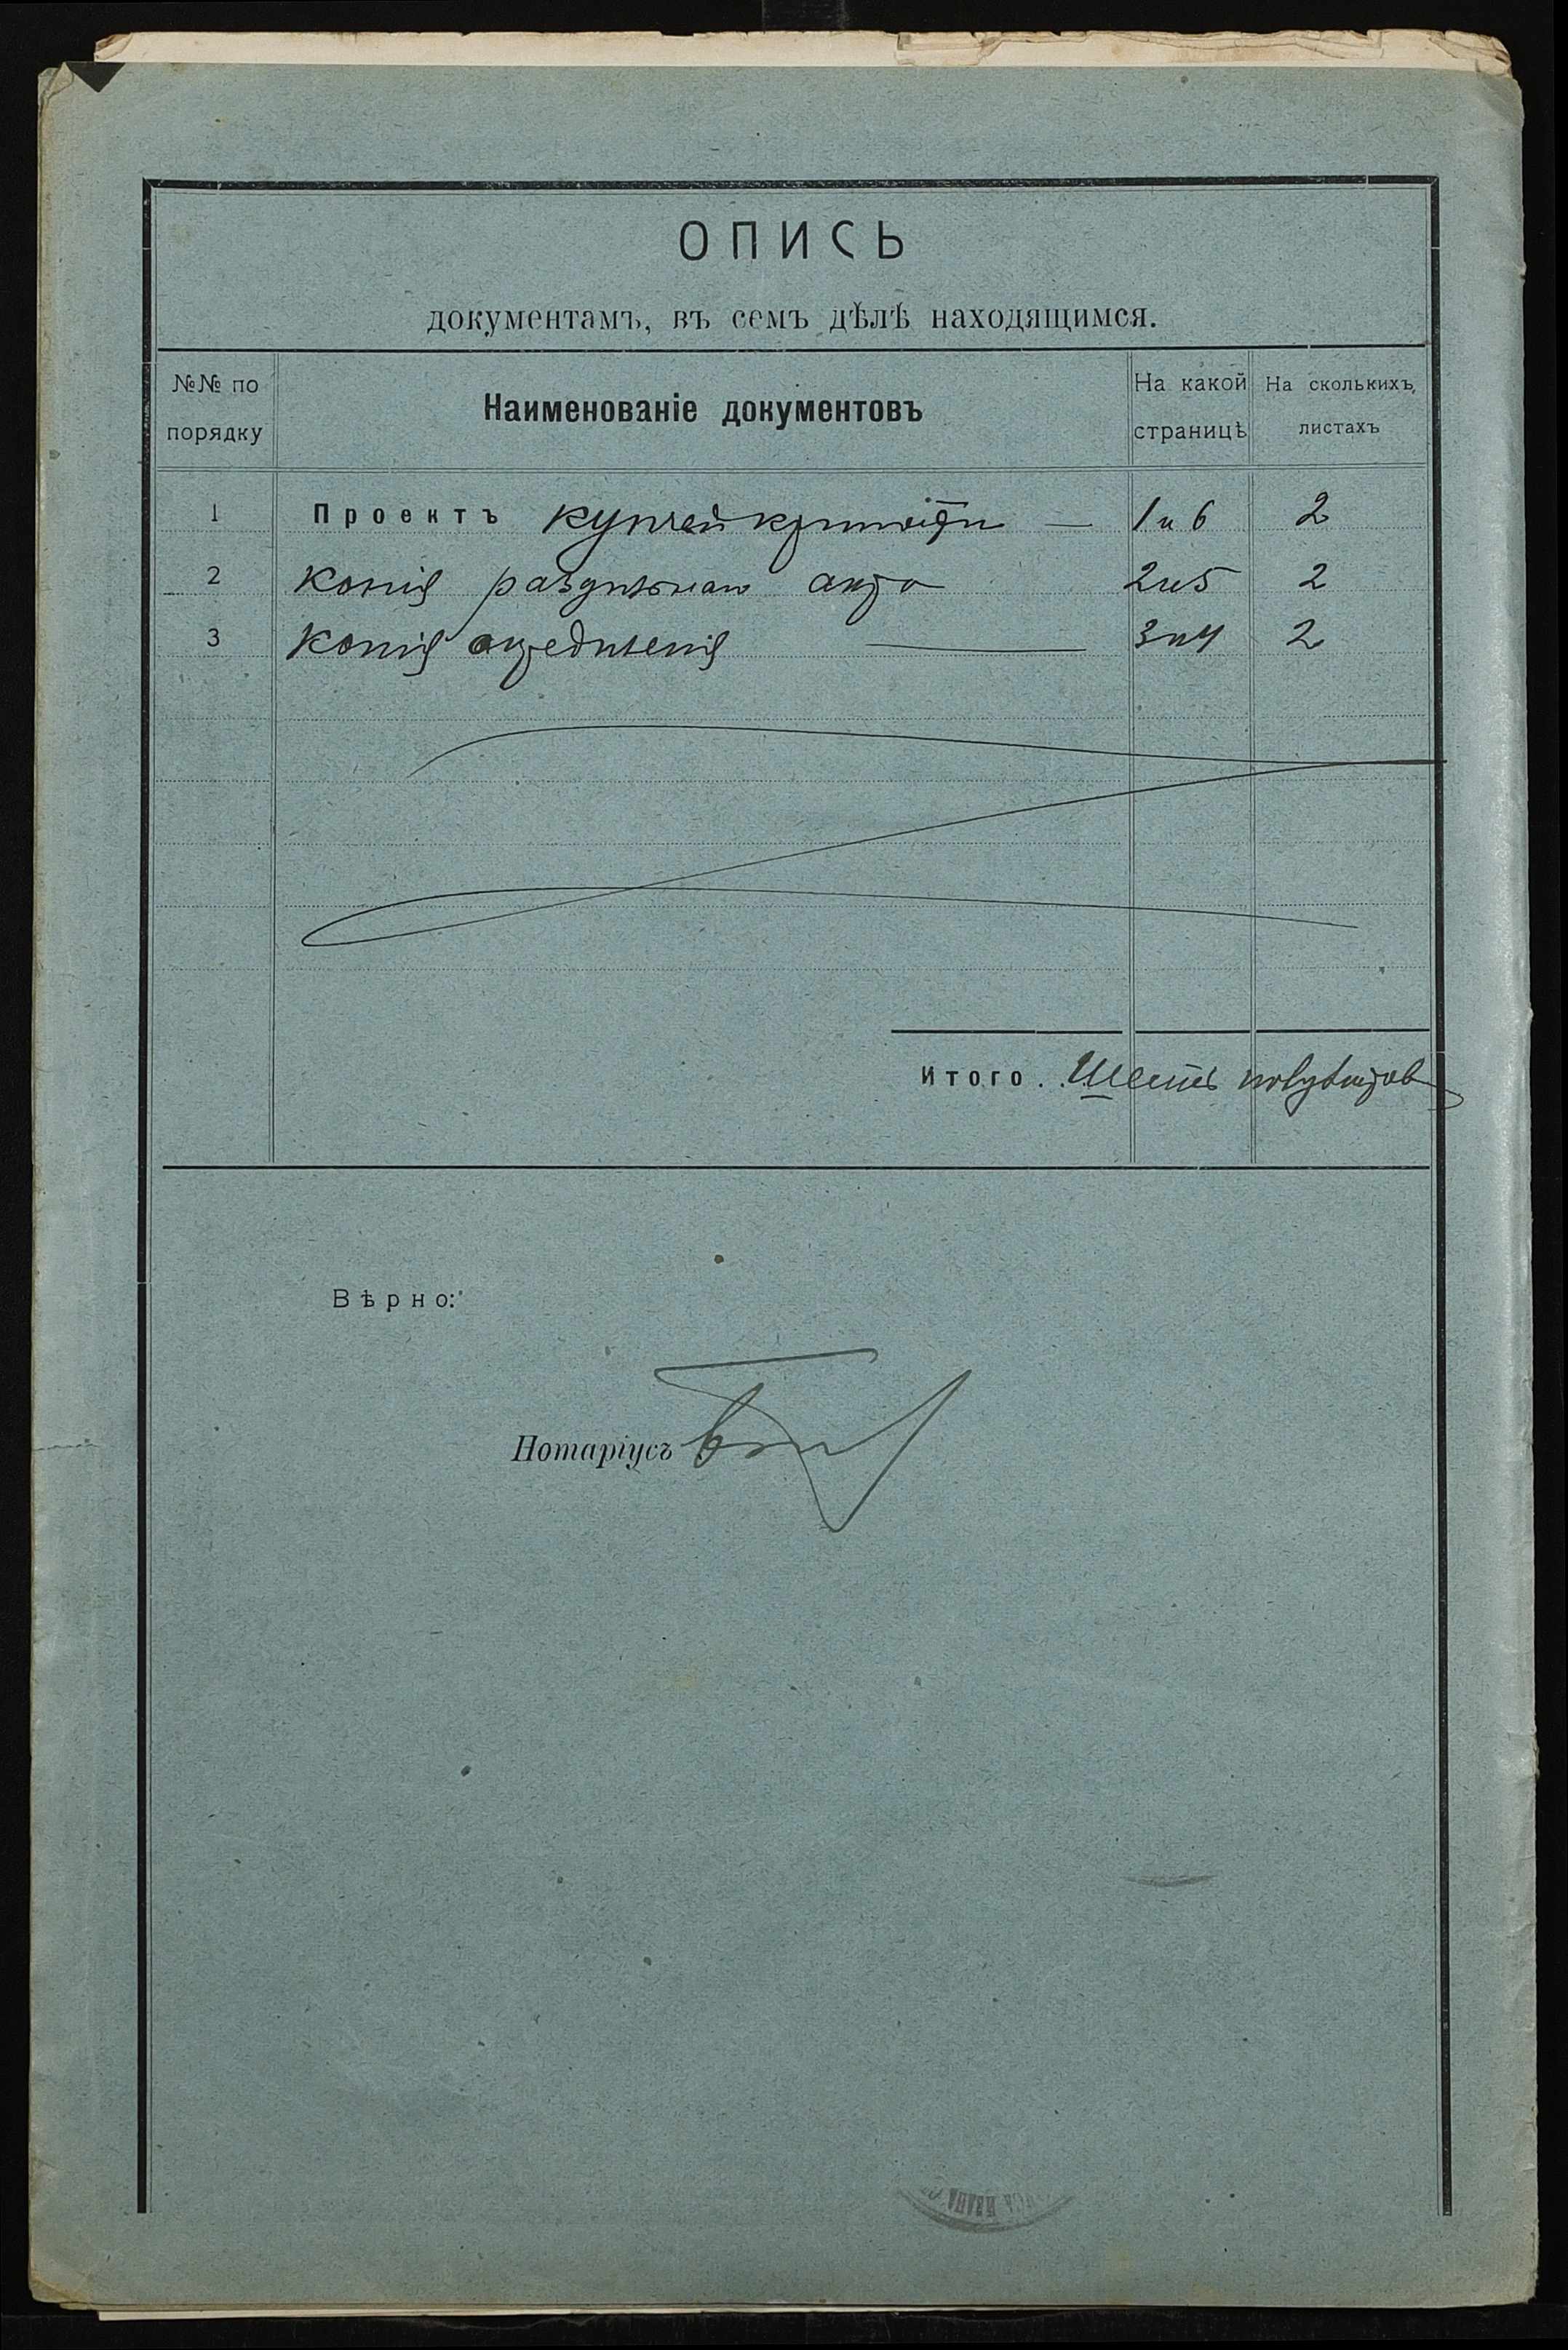 ОПИСЬ
документамъ, въ семъ дѣлѣ находящимся.
№№ по порядку
Наименованіе документовъ
На какой страницѣ
На сколькихъ листахъ
1 Проектъ купчей крѣпости — 1 и 6 2
2 Копія раздѣльнаго акта 2 и 5 2
3 Копія опредѣленія — 3 и 4 2
Итого . . Шесть полулистов
Вѣрно:
Нотаріусъ